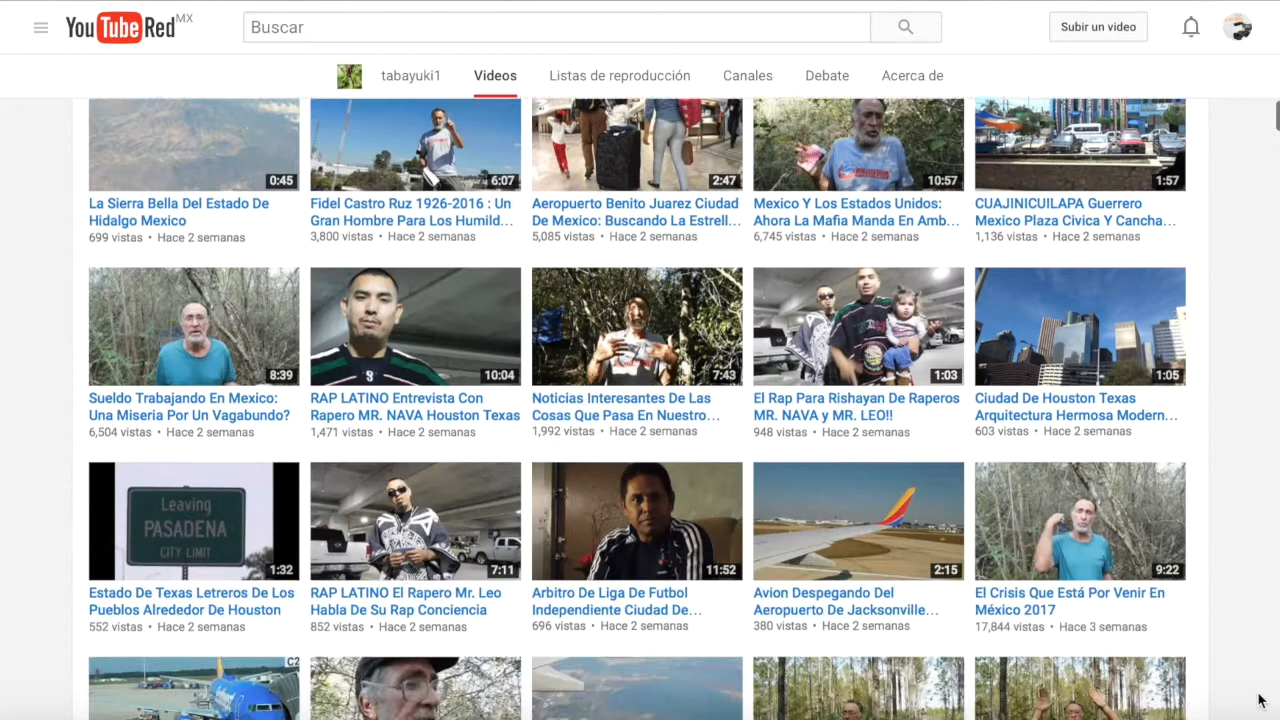 YouTube Red MX
Buscar
Subir un video
tabayuki1
Videos
Listas de reproducción
Canales
Debate
Acerca de
0:45
6:07
2:47
10:57
1:57
La Sierra Bella Del Estado De
Hidalgo Mexico
699 vistas • Hace 2 semanas
Fidel Castro Ruz 1926-2016 : Un
Gran Hombre Para Los Humild...
3,800 vistas • Hace 2 semanas
Aeropuerto Benito Juarez Ciudad
De Mexico: Buscando La Estrell...
5,085 vistas • Hace 2 semanas
Mexico Y Los Estados Unidos:
Ahora La Mafia Manda En Amb...
6,745 vistas • Hace 2 semanas
CUAJINICUILAPA Guerrero
Mexico Plaza Civica Y Cancha...
1,136 vistas • Hace 2 semanas
8:39
10:04
7:43
1:03
1:05
Sueldo Trabajando En Mexico:
Una Miseria Por Un Vagabundo?
6,504 vistas • Hace 2 semanas
RAP LATINO Entrevista Con
Rapero MR. NAVA Houston Texas
1,471 vistas • Hace 2 semanas
Noticias Interesantes De Las
Cosas Que Pasa En Nuestro...
1,992 vistas • Hace 2 semanas
El Rap Para Rishayan De Raperos
MR. NAVA y MR. LEO!!
948 vistas • Hace 2 semanas
Ciudad De Houston Texas
Arquitectura Hermosa Modern...
603 vistas • Hace 2 semanas
Leaving
PASADENA
CITY LIMIT
1:32
7:11
11:52
2:15
9:22
Estado De Texas Letreros De Los
Pueblos Alrededor De Houston
552 vistas • Hace 2 semanas
RAP LATINO El Rapero Mr. Leo
Habla De Su Rap Conciencia
852 vistas • Hace 2 semanas
Arbitro De Liga De Futbol
Independiente Ciudad De...
696 vistas • Hace 2 semanas
Avion Despegando Del
Aeropuerto De Jacksonville...
380 vistas • Hace 2 semanas
El Crisis Que Está Por Venir En
México 2017
17,844 vistas • Hace 3 semanas
C2